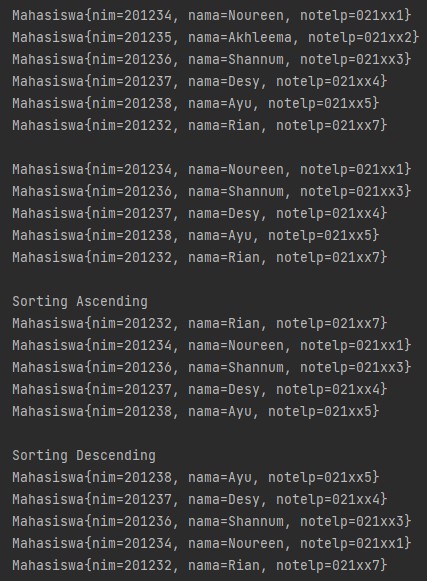 Mahasiswa{nim=201234, nama=Noureen, notelp=021xx1}
Mahasiswa{nim=201235, nama=Akhleema, notelp=021xx2}
Mahasiswa{nim=201236, nama=Shannum, notelp=021xx3}
Mahasiswa{nim=201237, nama=Desy, notelp=021xx4}
Mahasiswa{nim=201238, nama=Ayu, notelp=021xx5}
Mahasiswa{nim=201232, nama=Rian, notelp=021xx7}

Mahasiswa{nim=201234, nama=Noureen, notelp=021xx1}
Mahasiswa{nim=201236, nama=Shannum, notelp=021xx3}
Mahasiswa{nim=201237, nama=Desy, notelp=021xx4}
Mahasiswa{nim=201238, nama=Ayu, notelp=021xx5}
Mahasiswa{nim=201232, nama=Rian, notelp=021xx7}

Sorting Ascending
Mahasiswa{nim=201232, nama=Rian, notelp=021xx7}
Mahasiswa{nim=201234, nama=Noureen, notelp=021xx1}
Mahasiswa{nim=201236, nama=Shannum, notelp=021xx3}
Mahasiswa{nim=201237, nama=Desy, notelp=021xx4}
Mahasiswa{nim=201238, nama=Ayu, notelp=021xx5}

Sorting Descending
Mahasiswa{nim=201238, nama=Ayu, notelp=021xx5}
Mahasiswa{nim=201237, nama=Desy, notelp=021xx4}
Mahasiswa{nim=201236, nama=Shannum, notelp=021xx3}
Mahasiswa{nim=201234, nama=Noureen, notelp=021xx1}
Mahasiswa{nim=201232, nama=Rian, notelp=021xx7}